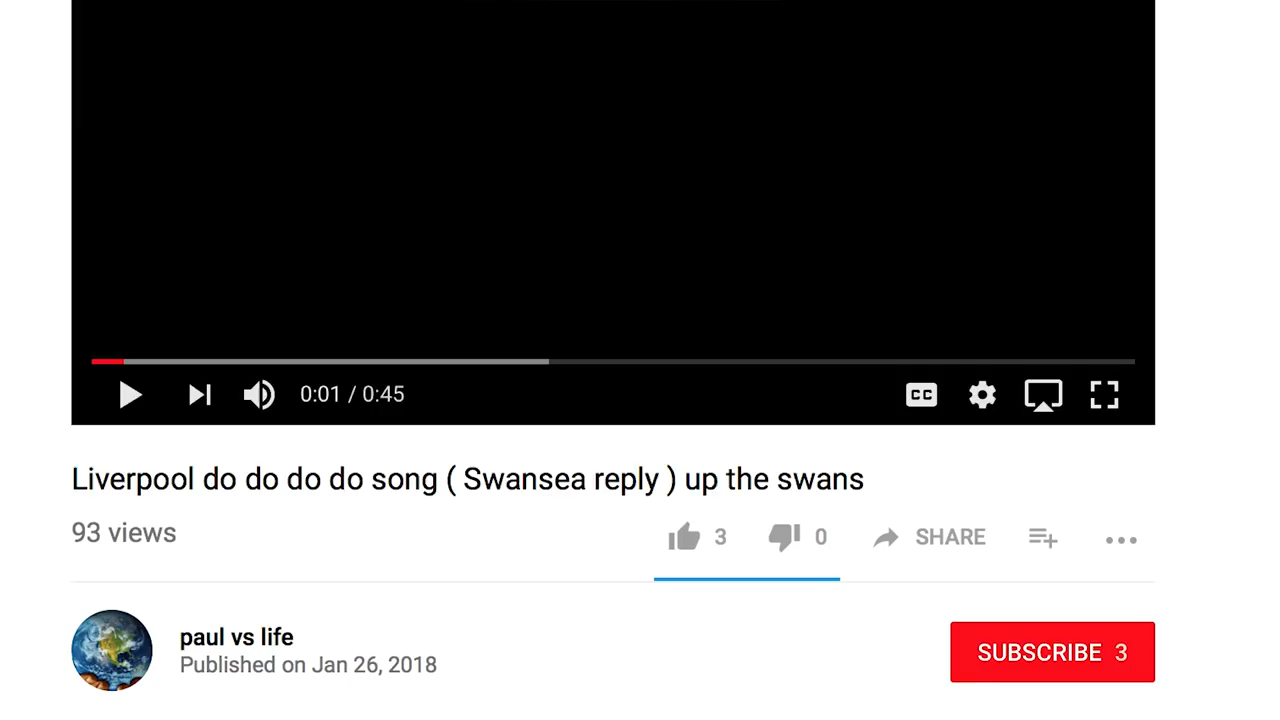 0:01 / 0:45
CC
Liverpool do do do do song ( Swansea reply ) up the swans
93 views
3
0
SHARE
paul vs life
Published on Jan 26, 2018
SUBSCRIBE 3